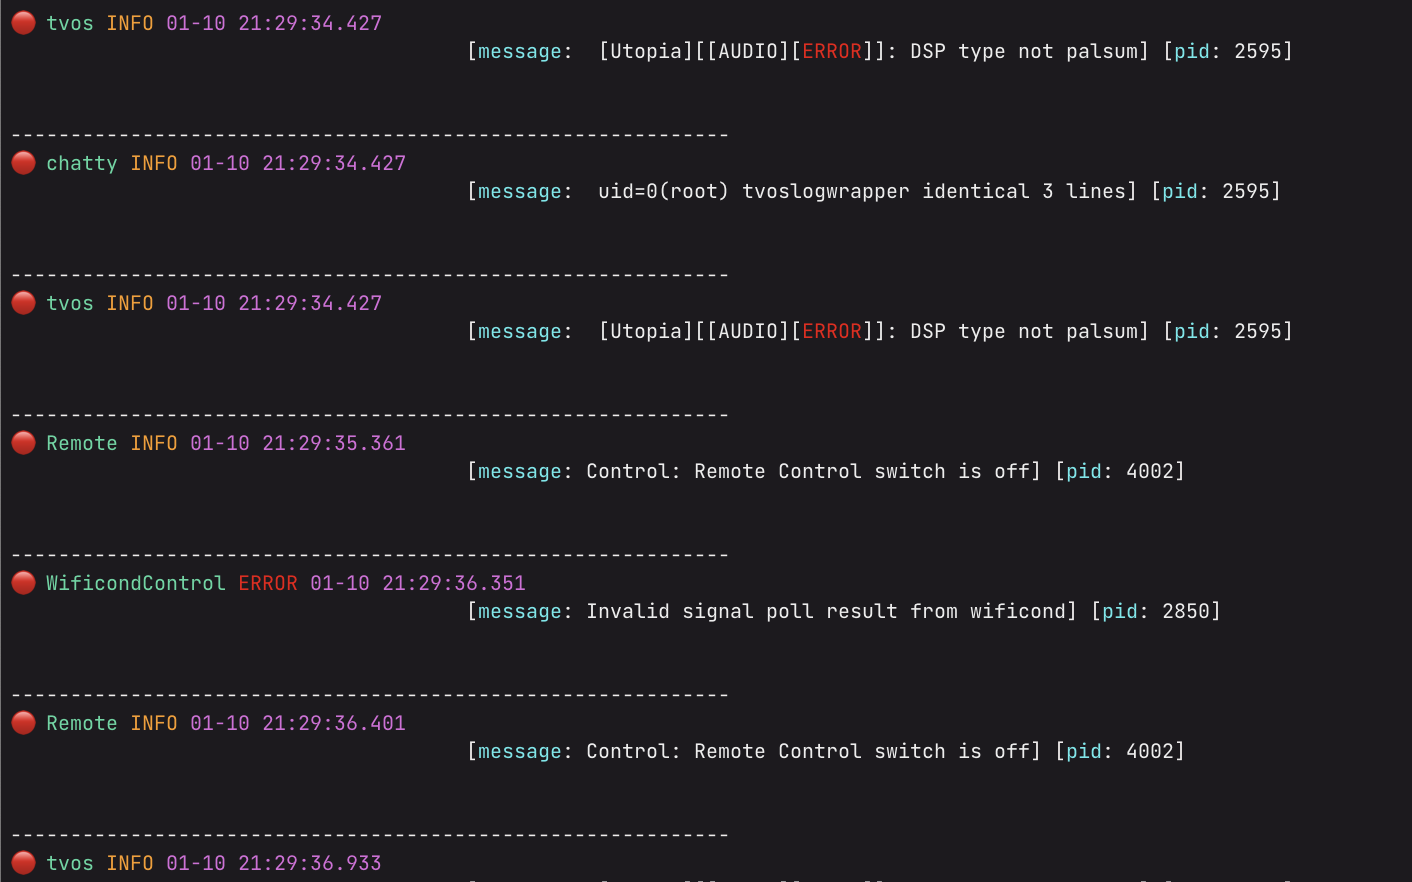 tvos INFO 01-10 21:29:34.427
[message:  [Utopia][[AUDIO][ERROR]]: DSP type not palsum] [pid: 2595]
------------------------------------------------------------
chatty INFO 01-10 21:29:34.427
[message:  uid=0(root) tvoslogwrapper identical 3 lines] [pid: 2595]
------------------------------------------------------------
tvos INFO 01-10 21:29:34.427
[message:  [Utopia][[AUDIO][ERROR]]: DSP type not palsum] [pid: 2595]
------------------------------------------------------------
Remote INFO 01-10 21:29:35.361
[message: Control: Remote Control switch is off] [pid: 4002]
------------------------------------------------------------
WificondControl ERROR 01-10 21:29:36.351
[message: Invalid signal poll result from wificond] [pid: 2850]
------------------------------------------------------------
Remote INFO 01-10 21:29:36.401
[message: Control: Remote Control switch is off] [pid: 4002]
------------------------------------------------------------
tvos INFO 01-10 21:29:36.933